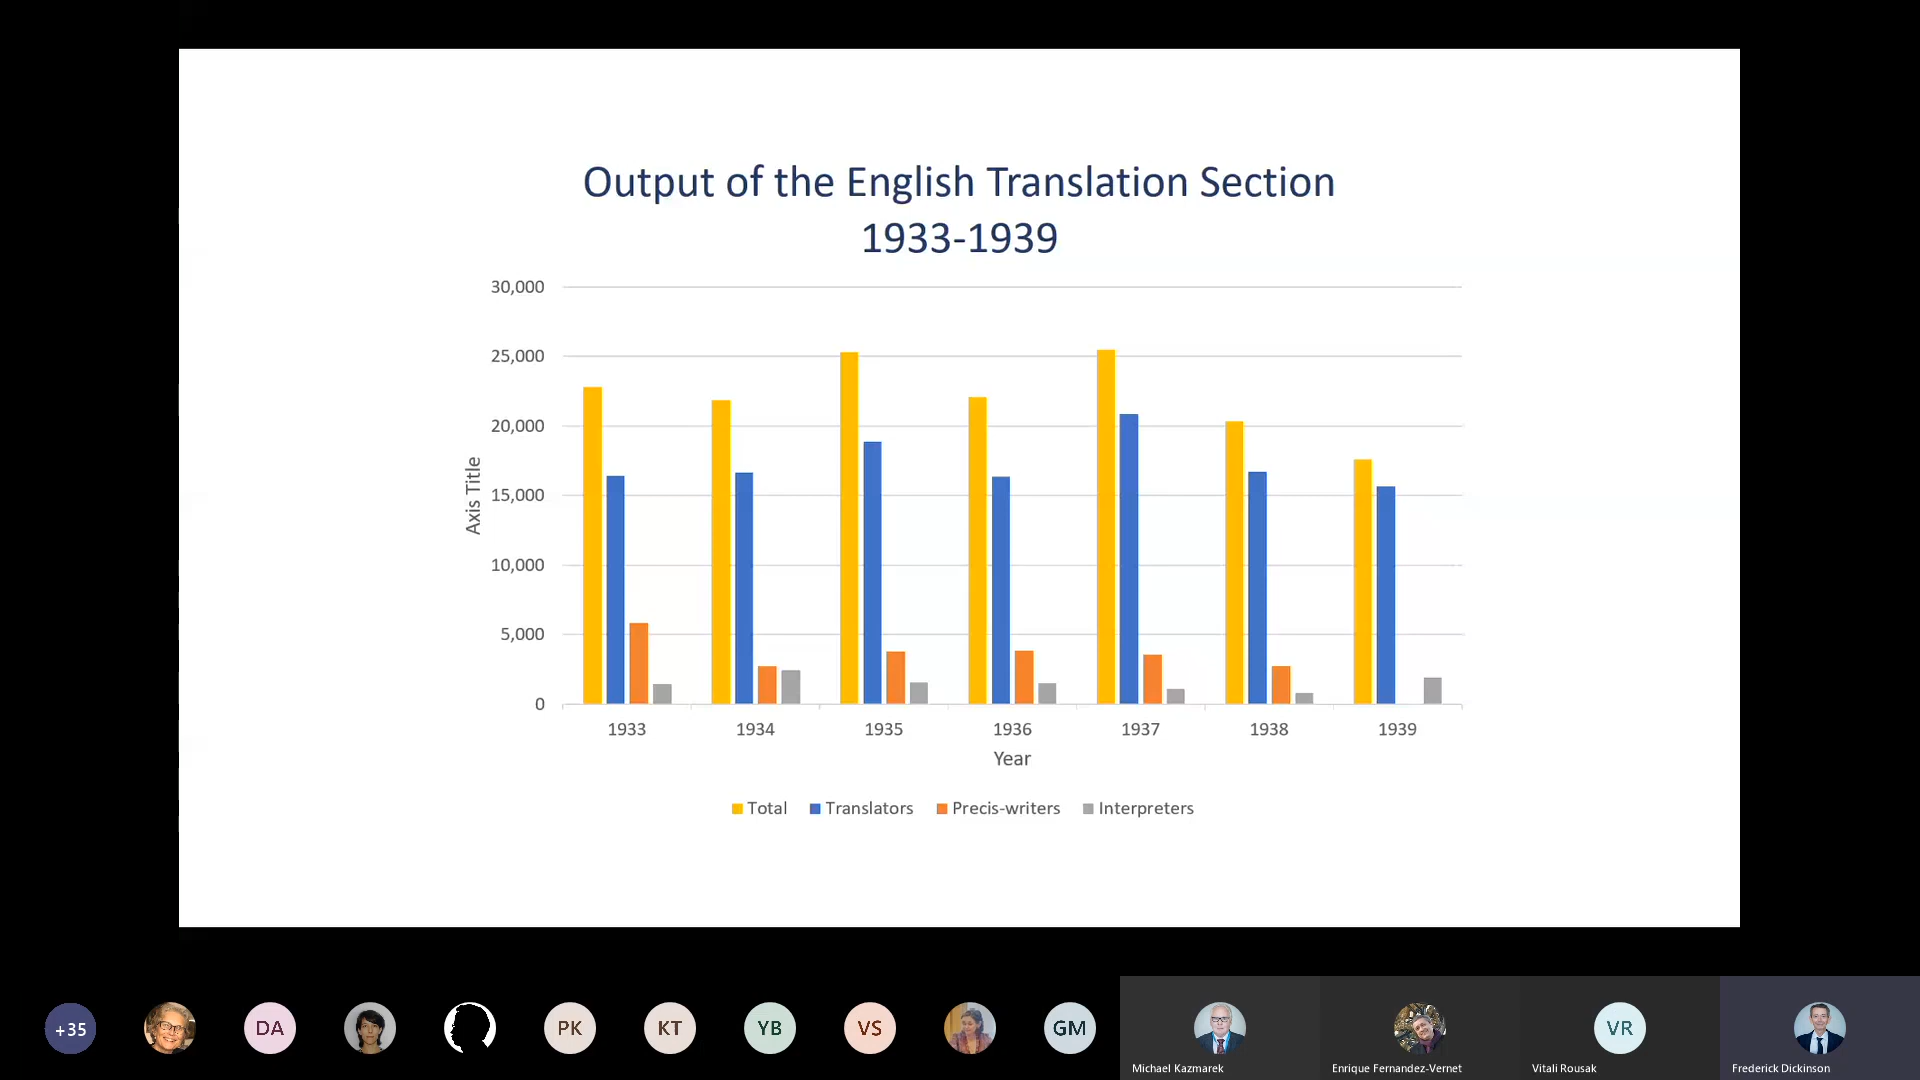 Output of the English Translation Section
1933-1939
30,000
25,000
20,000
15,000
10,000
5,000
0
Axis Title
1933 1934 1935 1936 1937 1938 1939
Year
Total Translators Precis-writers Interpreters
+35 DA PK KT YB VS GM VR
Michael Kazmarek Enrique Fernandez-Vernet Vitali Rousak Frederick Dickinson